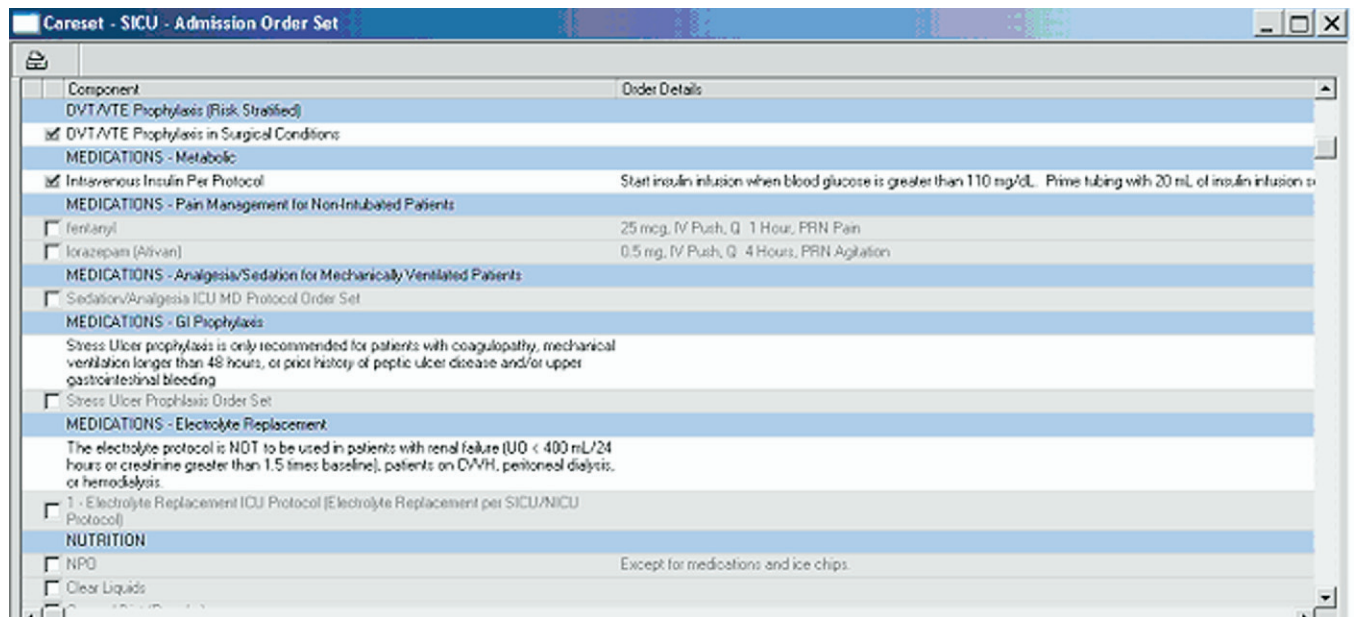 Careset - SICU - Admission Order Set
Component Order Details
DVT/VTE Prophylaxis (Risk Stratified)
DVT/VTE Prophylaxis in Surgical Conditions
MEDICATIONS - Metabolic
Intravenous Insulin Per Protocol Start insulin infusion when blood glucose is greater than 110 mg/dL. Prime tubing with 20 mL of insulin infusion
MEDICATIONS - Pain Management for Non-Intubated Patients
fentanyl 25 mcg, IV Push, Q 1 Hour, PRN Pain
lorazepam (Ativan) 0.5 mg, IV Push, Q 4 Hours, PRN Agitation
MEDICATIONS - Analgesia/Sedation for Mechanically Ventilated Patients
Sedation/Analgesia ICU MD Protocol Order Set
MEDICATIONS - GI Prophylaxis
Stress Ulcer prophylaxis is only recommended for patients with coagulopathy, mechanical
ventilation longer than 48 hours, or prior history of peptic ulcer disease and/or upper
gastrointestinal bleeding
Stress Ulcer Prophlaxis Order Set
MEDICATIONS - Electrolyte Replacement
The electrolyte protocol is NOT to be used in patients with renal failure (UO < 400 mL/24
hours or creatinine greater than 1.5 times baseline), patients on CVVH, peritoneal dialysis,
or hemodialysis.
1 - Electrolyte Replacement ICU Protocol (Electrolyte Replacement per SICU/NICU
Protocol)
NUTRITION
NPO Except for medications and ice chips.
Clear Liquids